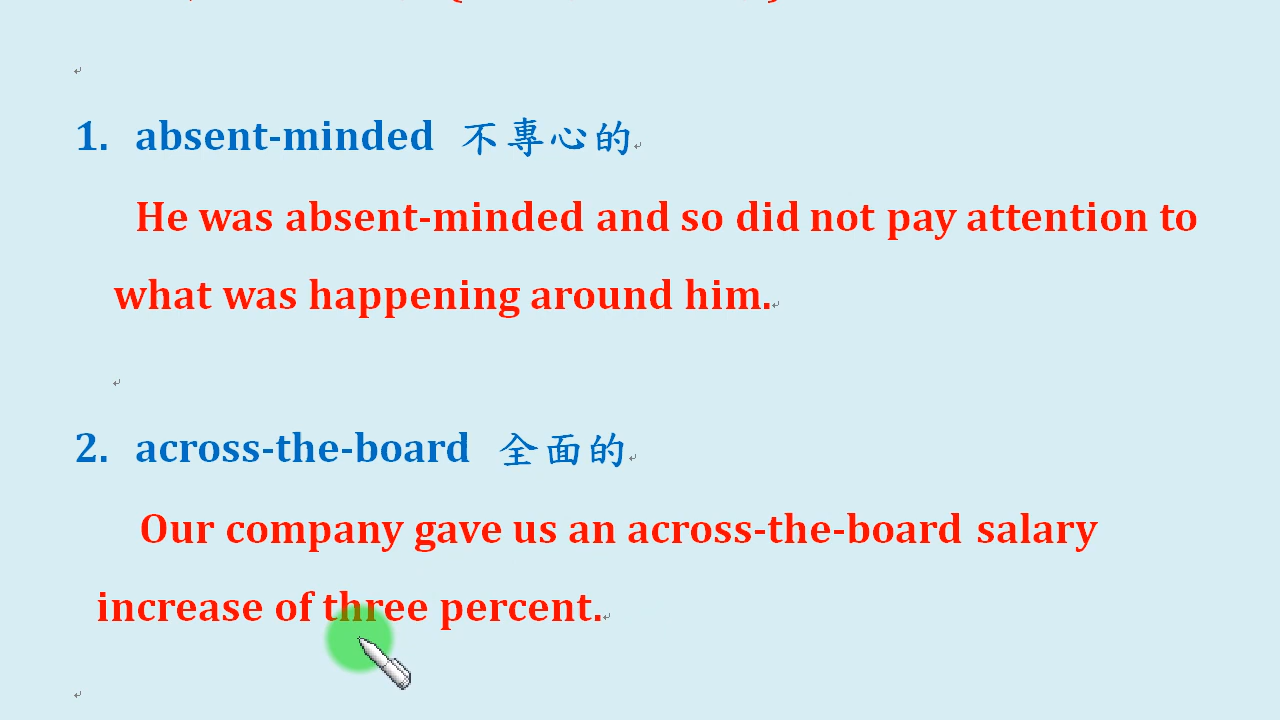 1. absent-minded 不專心的
He was absent-minded and so did not pay attention to
what was happening around him.
2. across-the-board 全面的
Our company gave us an across-the-board salary
increase of three percent.